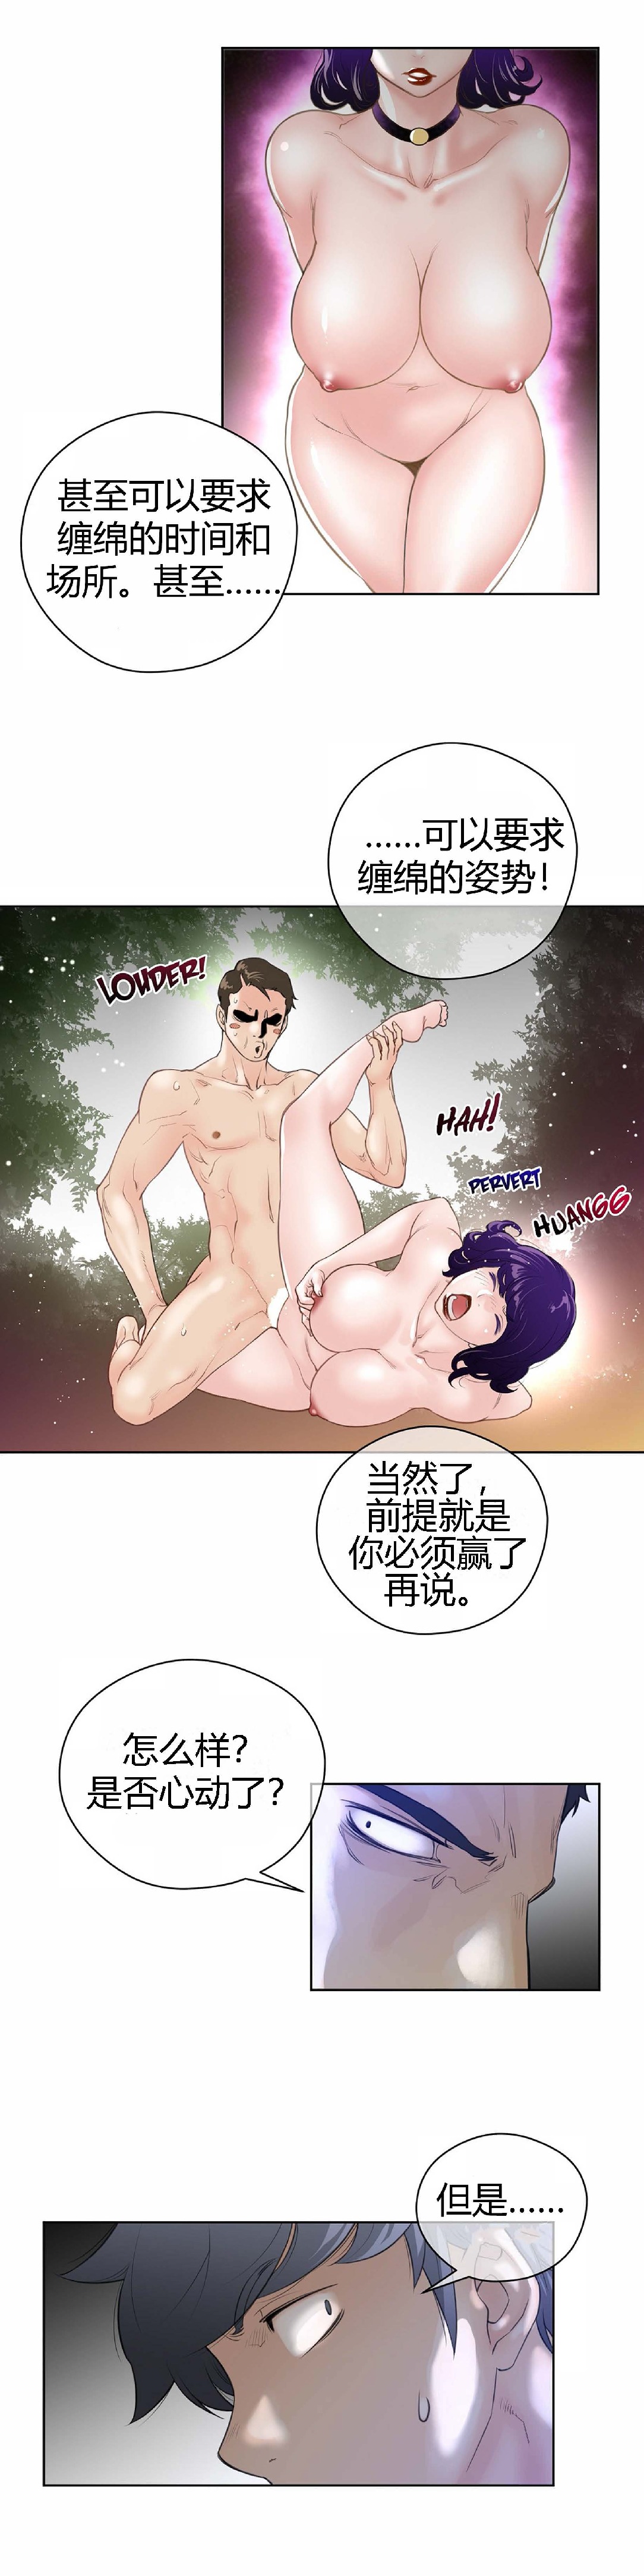 甚至可以要求
缠绵的时间和
场所。甚至……
……可以要求
缠绵的姿势！
LOUDER!
HAH!
PERVERT
HUANGG
当然了，
前提就是
你必须赢了
再说。
怎么样？
是否心动了？
但是……